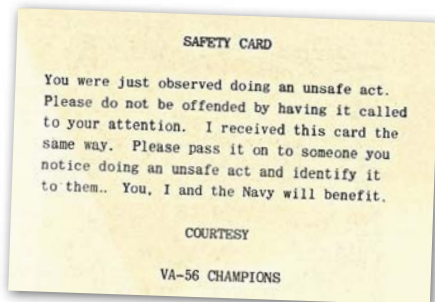 SAFETY CARD
You were just observed doing an unsafe act.
Please do not be offended by having it called
to your attention. I received this card the
same way. Please pass it on to someone you
notice doing an unsafe act and identify it
to them.. You, I and the Navy will benefit.
COURTESY
VA-56 CHAMPIONS